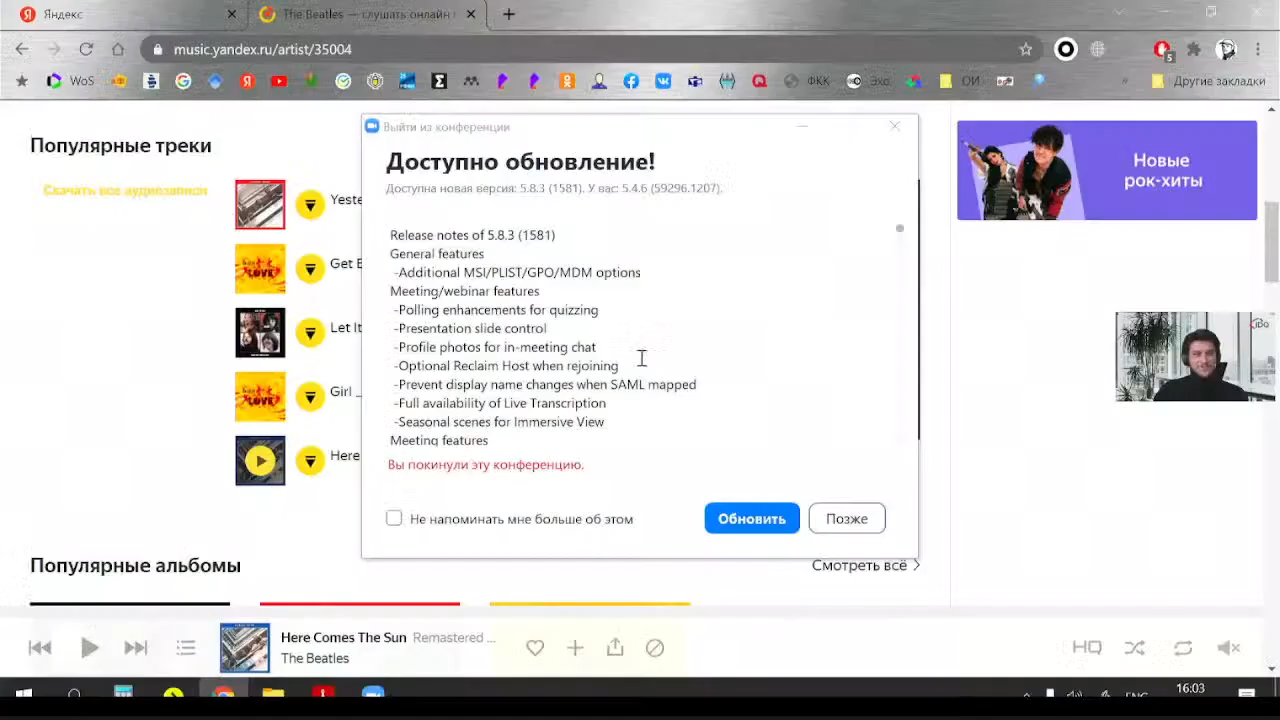 Яндекс
The Beatles — слушать онлайн
music.yandex.ru/artist/35004
5
WoS
ФКК
Эхо
ОИ
»
Другие закладки
Популярные треки
Скачать все аудиозаписи
Yeste
Get B
Let It
Girl
Here
Выйти из конференции
Доступно обновление!
Доступна новая версия: 5.8.3 (1581). У вас: 5.4.6 (59296.1207).
Release notes of 5.8.3 (1581)
General features
-Additional MSI/PLIST/GPO/MDM options
Meeting/webinar features
-Polling enhancements for quizzing
-Presentation slide control
-Profile photos for in-meeting chat
-Optional Reclaim Host when rejoining
-Prevent display name changes when SAML mapped
-Full availability of Live Transcription
-Seasonal scenes for Immersive View
Meeting features
Вы покинули эту конференцию.
Не напоминать мне больше об этом
Обновить
Позже
Новые
рок-хиты
Популярные альбомы
Смотреть всё
Here Comes The Sun Remastered ...
The Beatles
HQ
ENG
16:03